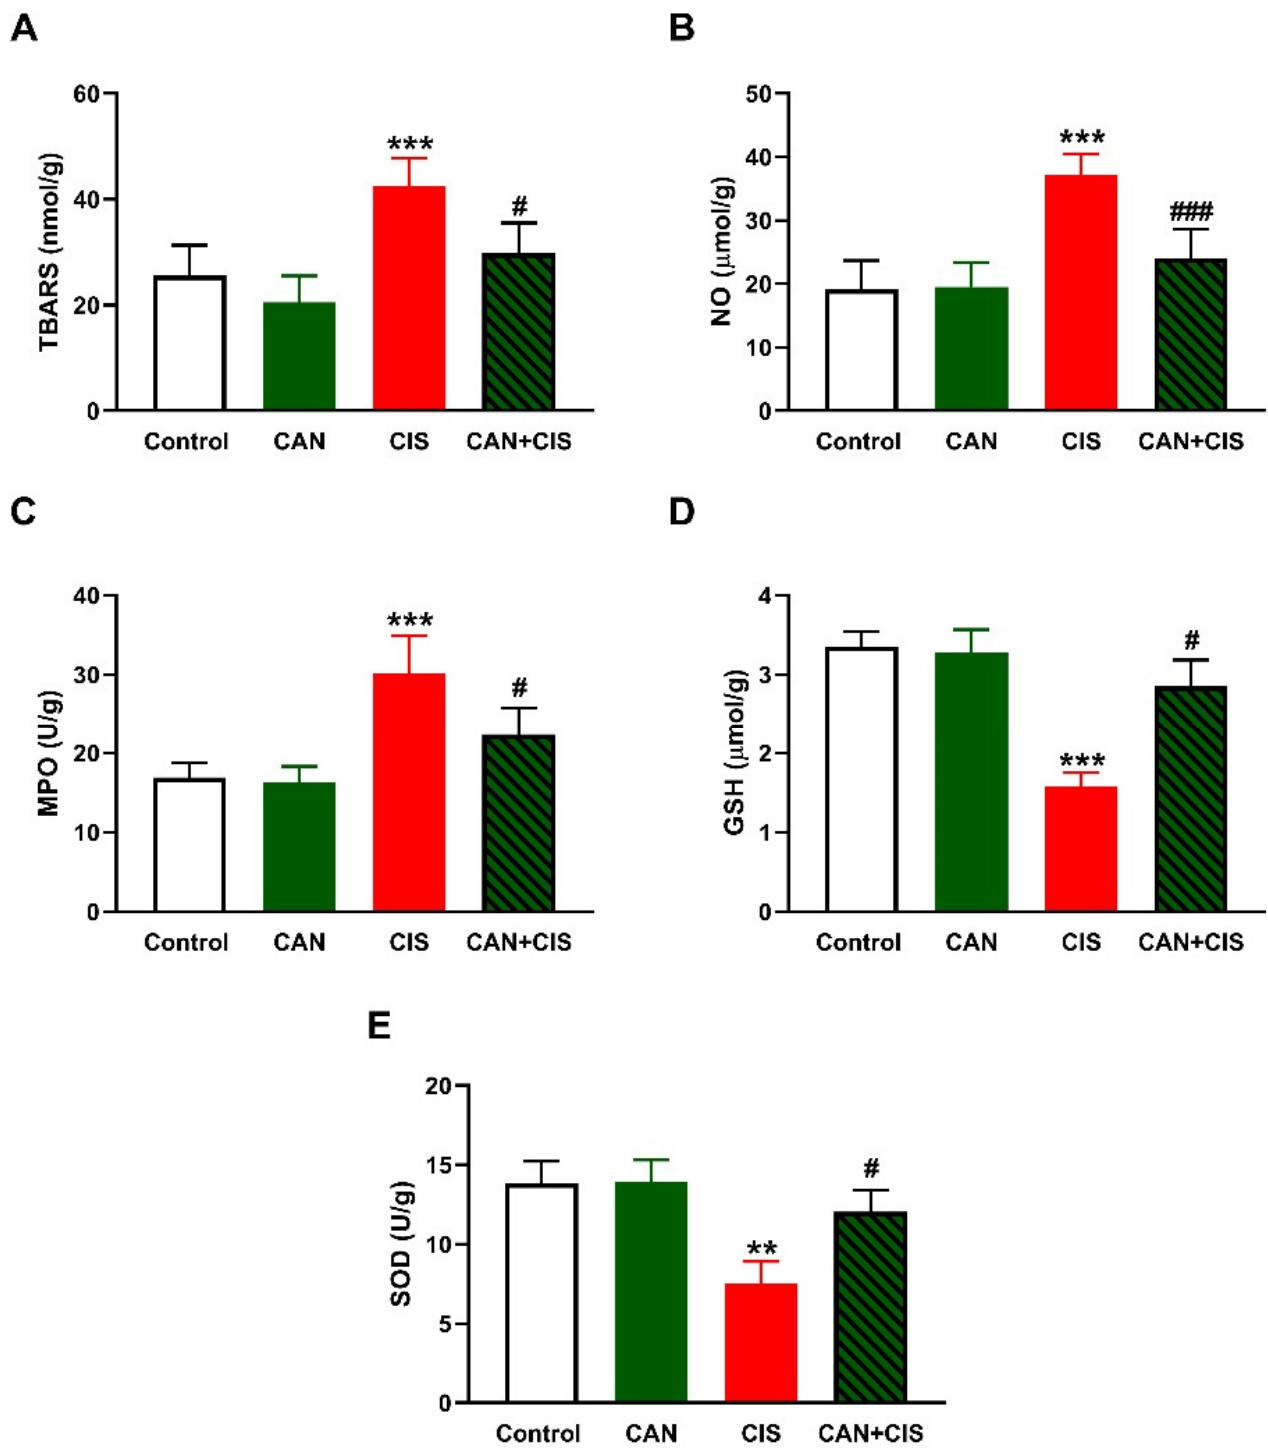 A
B
60
40
20
0
TBARS (nmol/g)
***
#
Control CAN CIS CAN+CIS
50
40
30
20
10
0
NO (μmol/g)
***
###
Control CAN CIS CAN+CIS
C
D
40
30
20
10
0
MPO (U/g)
***
#
Control CAN CIS CAN+CIS
4
3
2
1
0
GSH (μmol/g)
***
#
Control CAN CIS CAN+CIS
E
20
15
10
5
0
SOD (U/g)
**
#
Control CAN CIS CAN+CIS